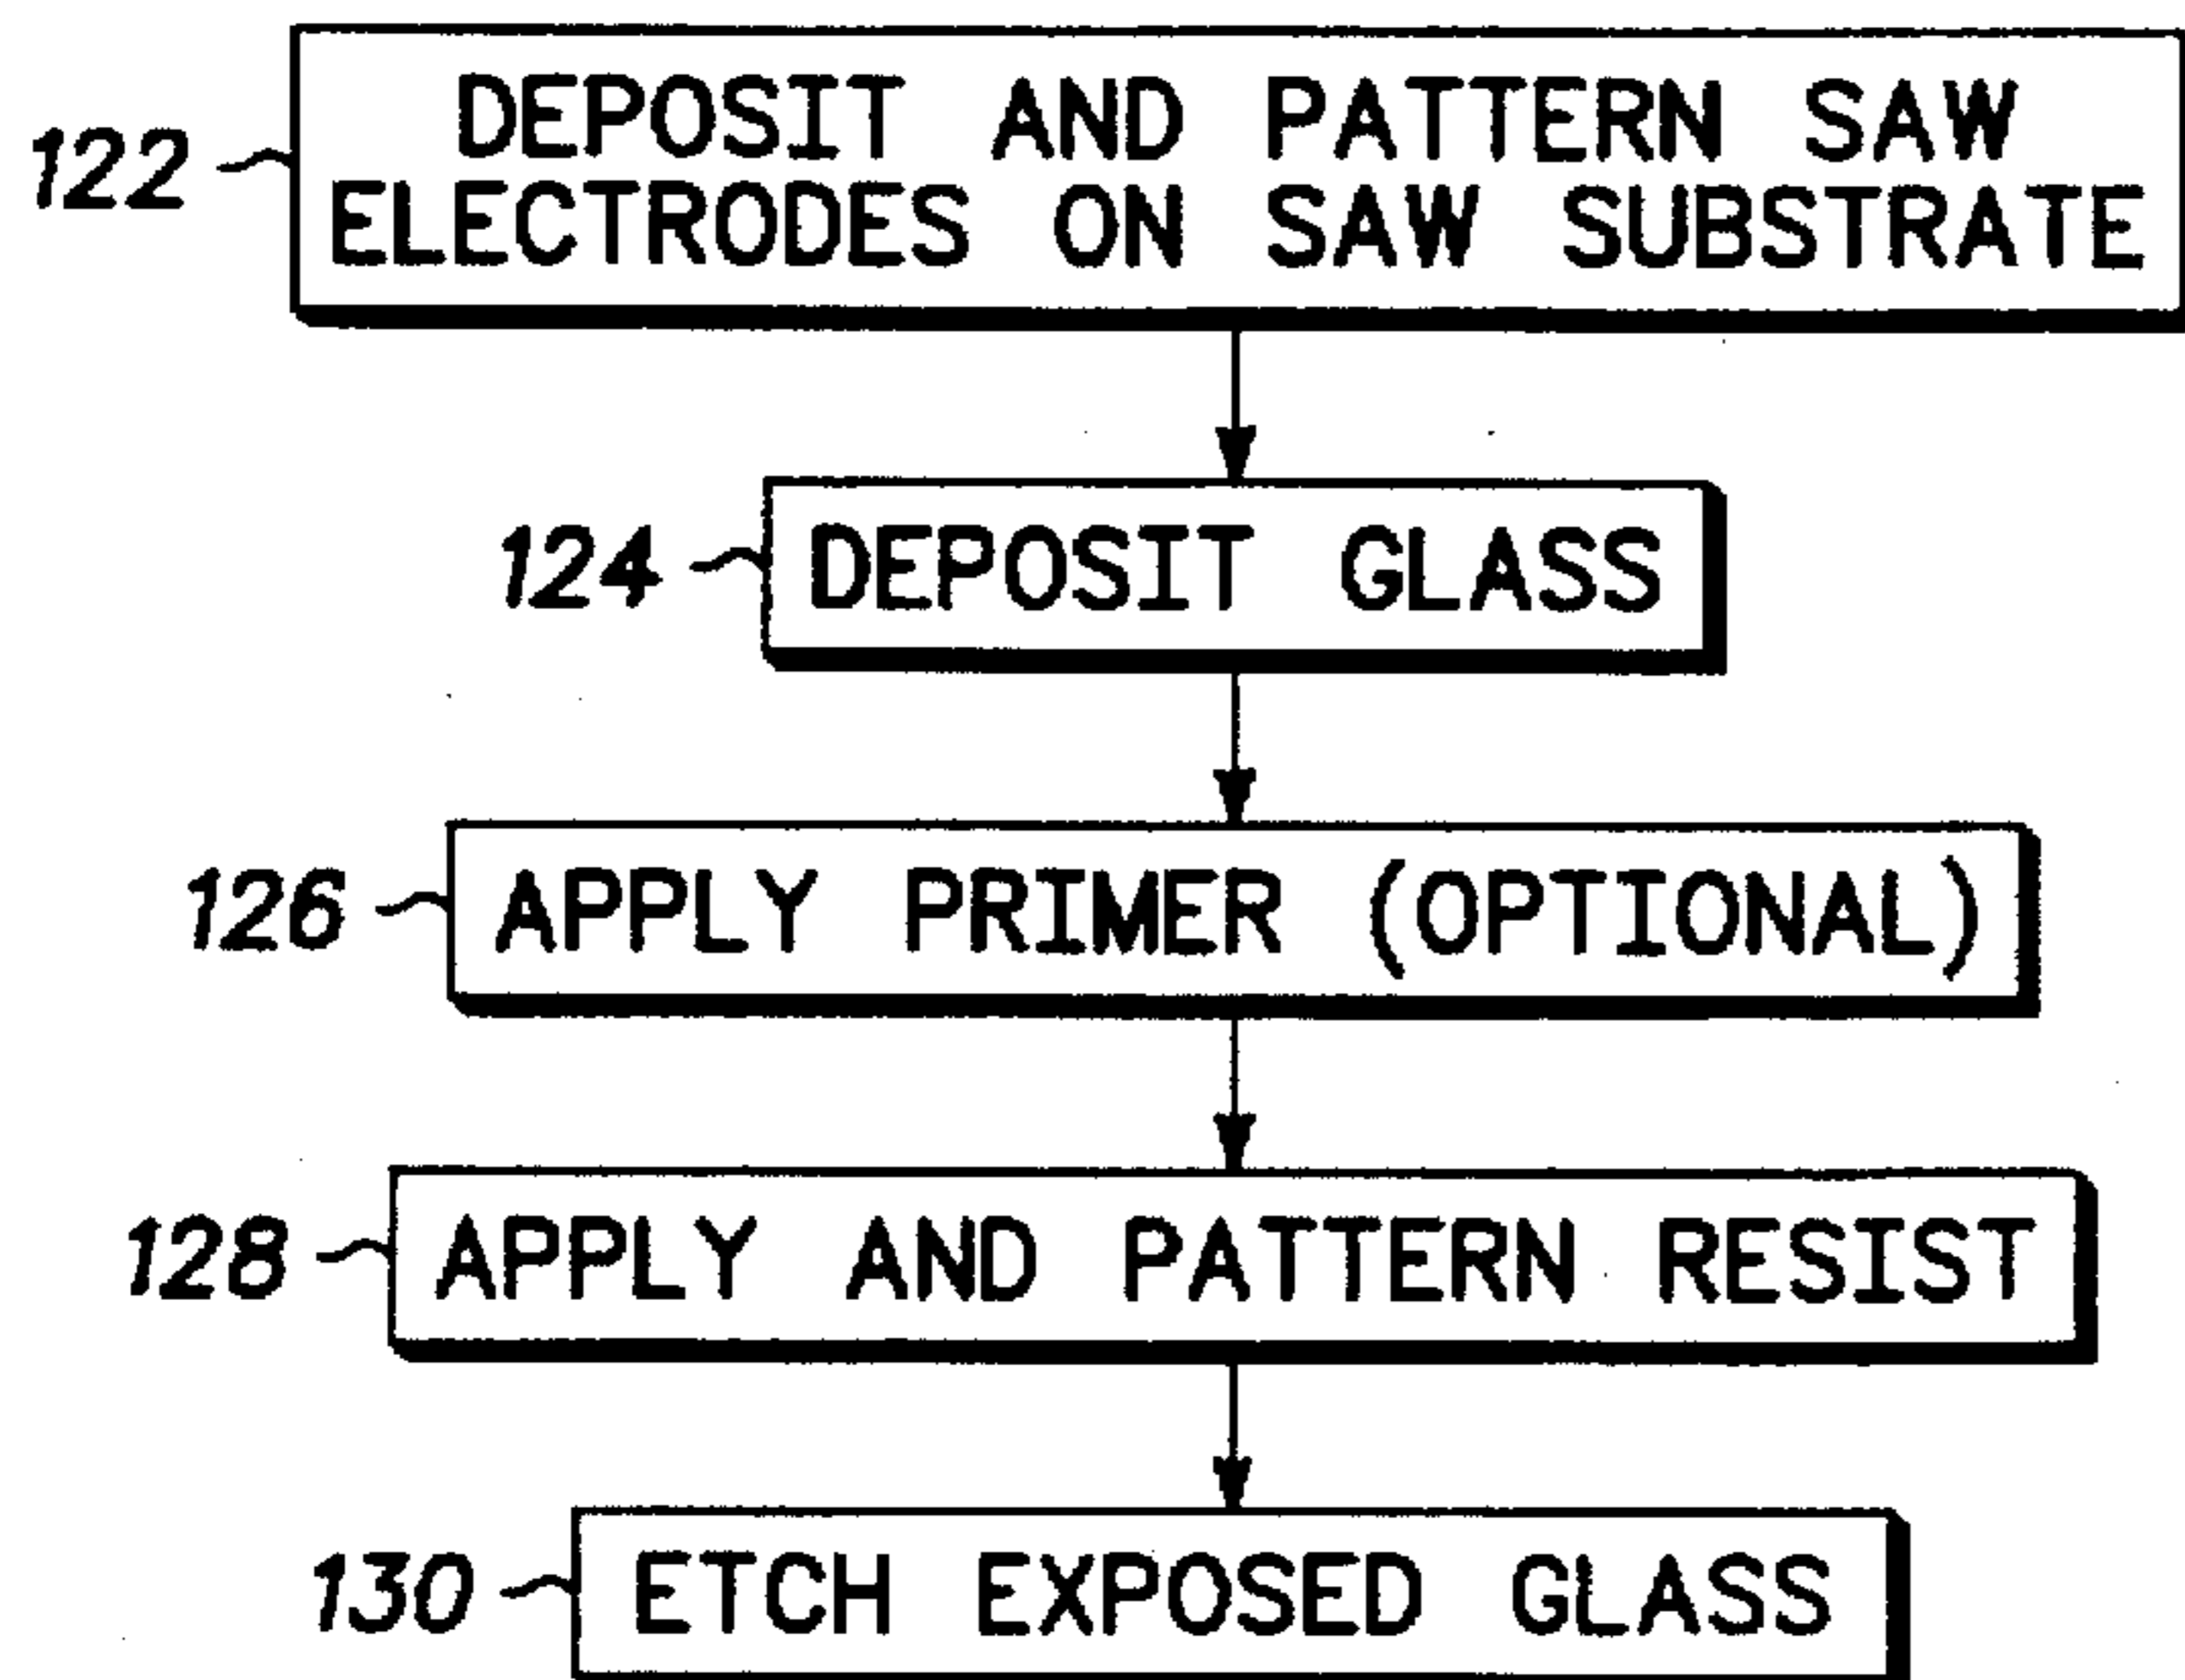 122 DEPOSIT AND PATTERN SAW
ELECTRODES ON SAW SUBSTRATE
124 DEPOSIT GLASS
126 APPLY PRIMER (OPTIONAL)
128 APPLY AND PATTERN RESIST
130 ETCH EXPOSED GLASS